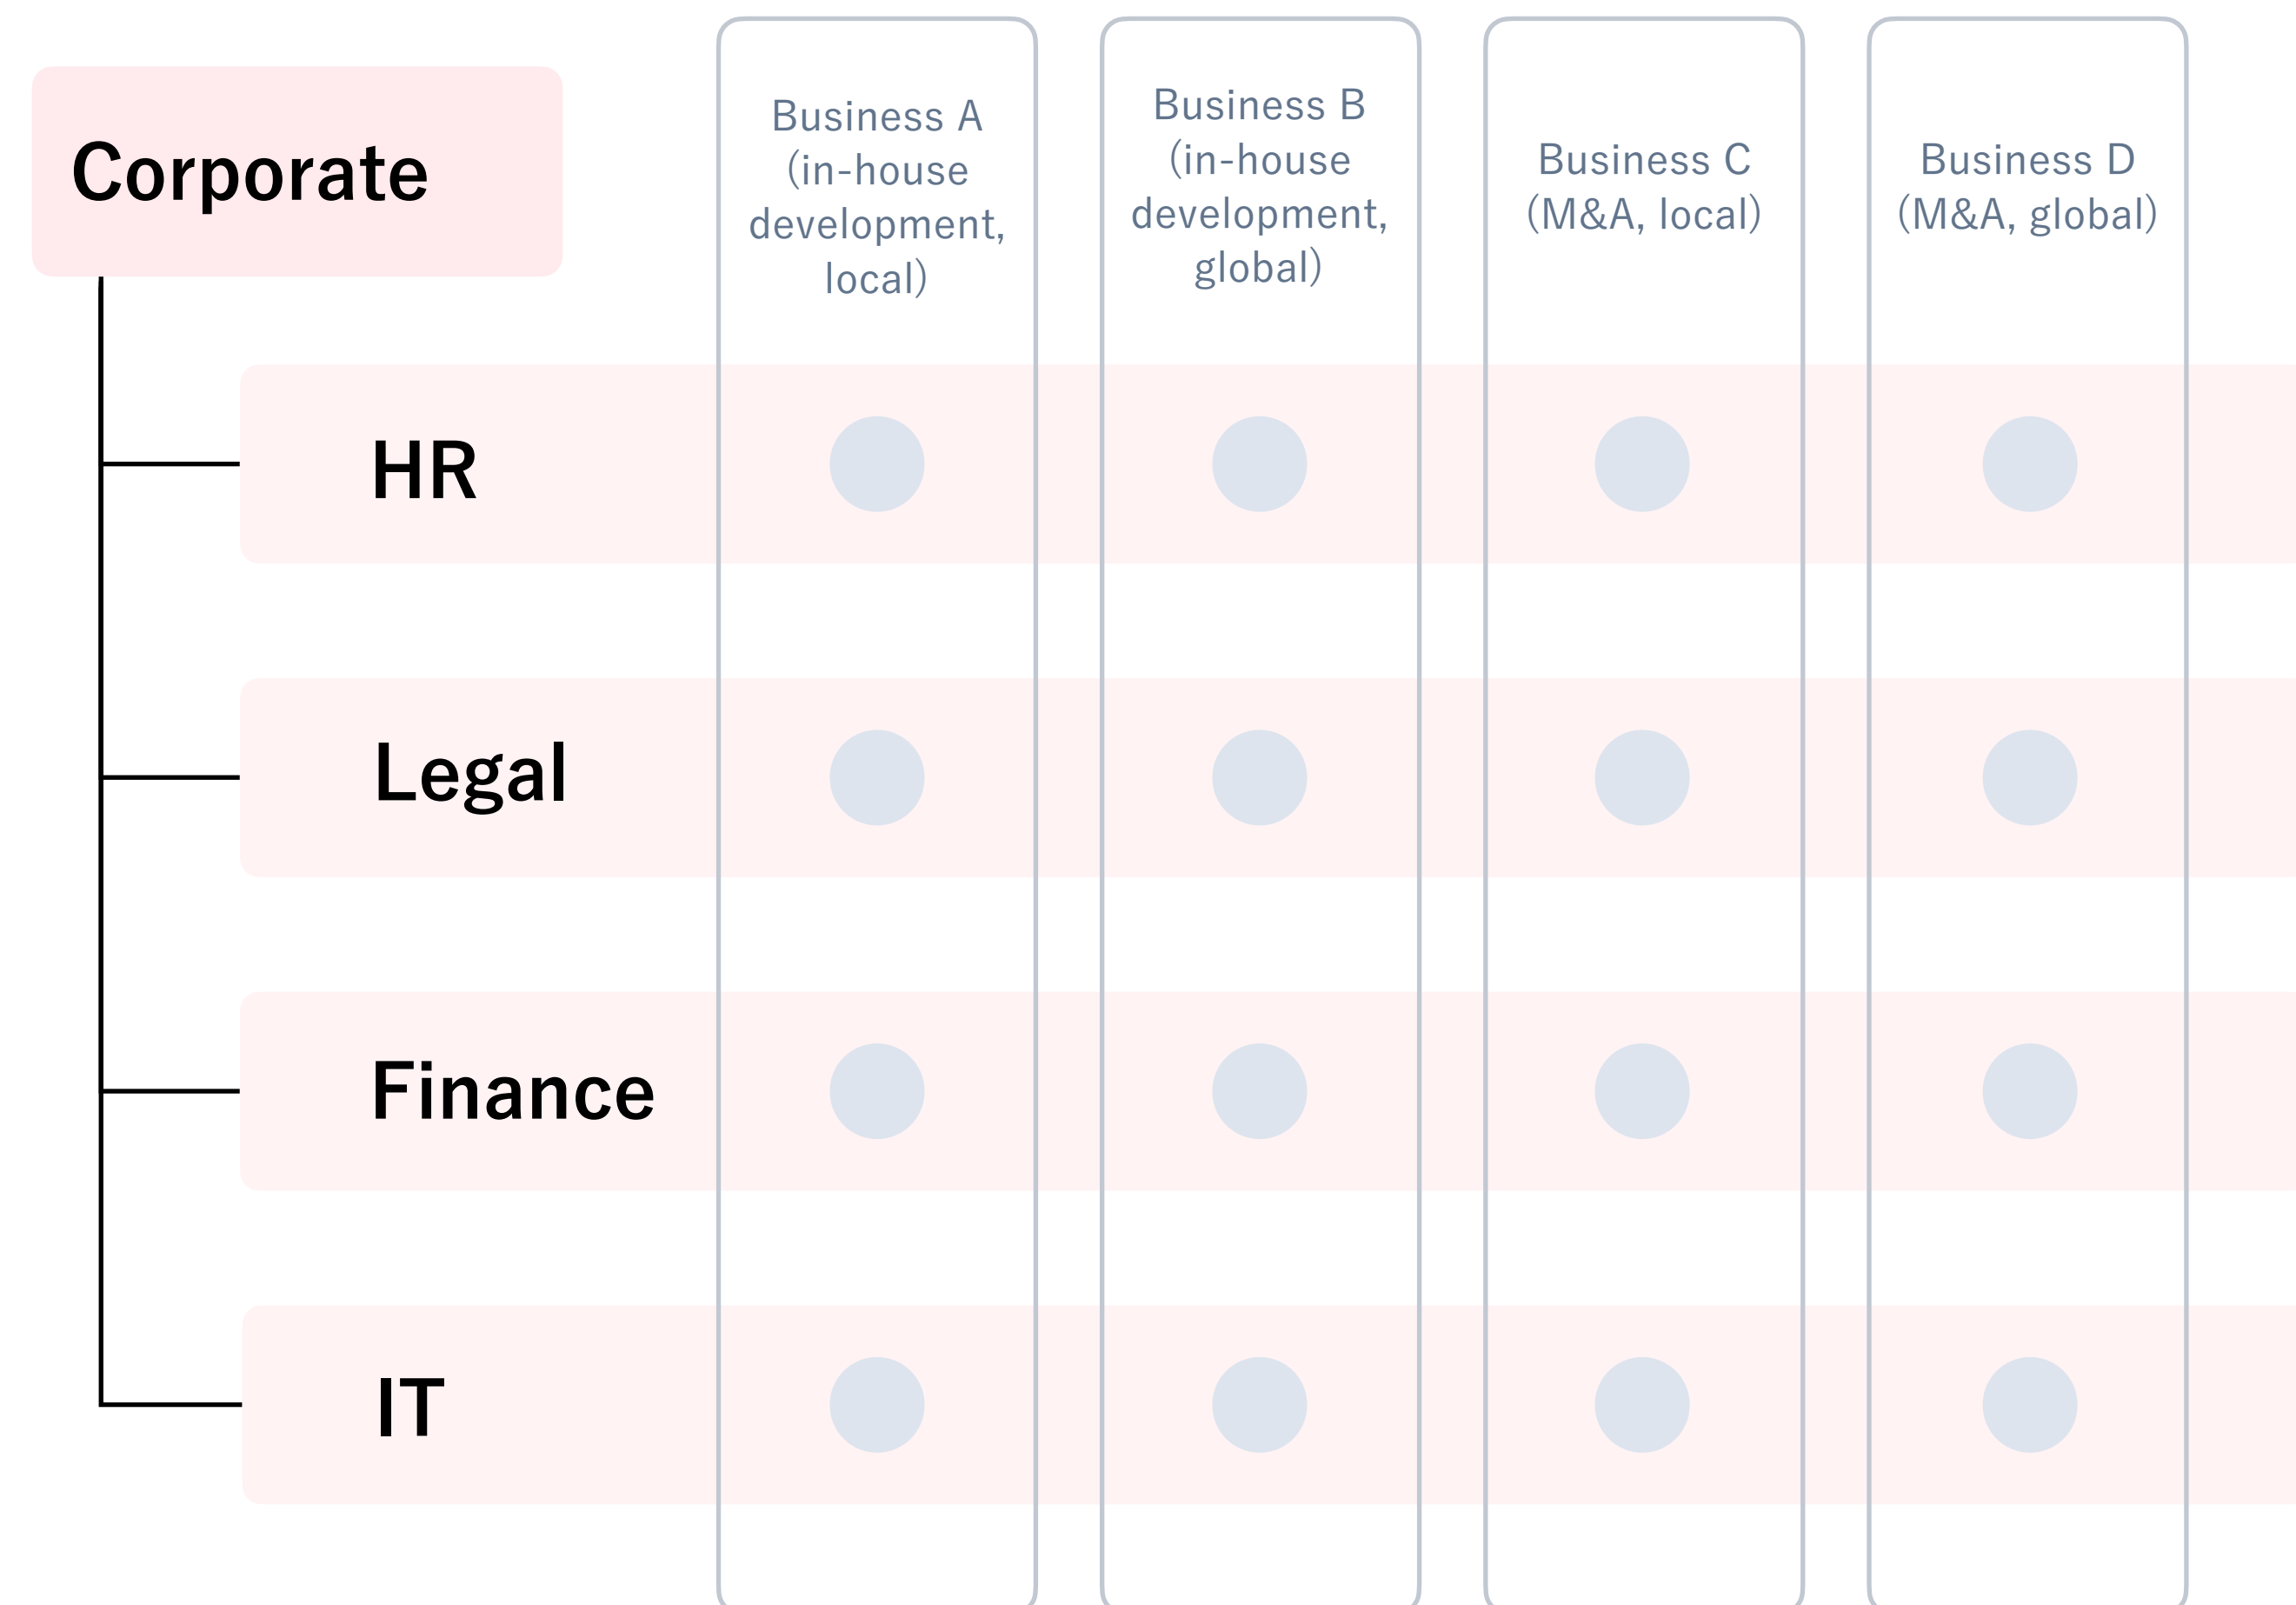 Corporate
Business A
(in-house
development,
local)
Business B
(in-house
development,
global)
Business C
(M&A, local)
Business D
(M&A, global)
HR
Legal
Finance
IT